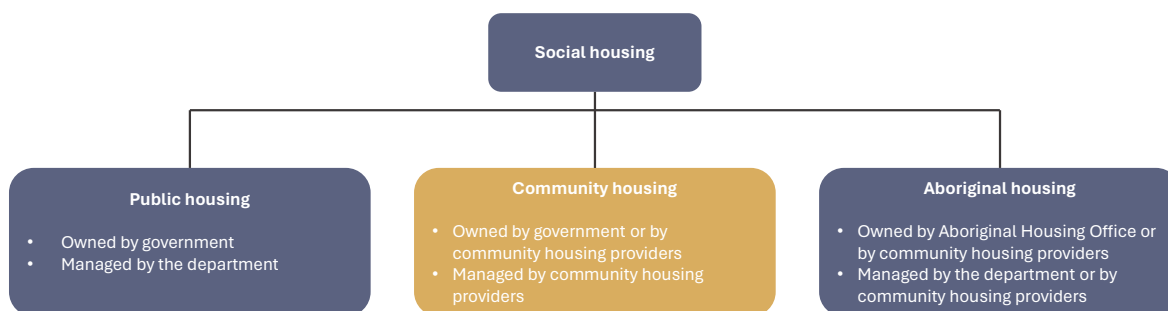 Social housing
Public housing
• Owned by government
• Managed by the department
Community housing
• Owned by government or by
community housing providers
• Managed by community housing
providers
Aboriginal housing
• Owned by Aboriginal Housing Office or
by community housing providers
• Managed by the department or by
community housing providers